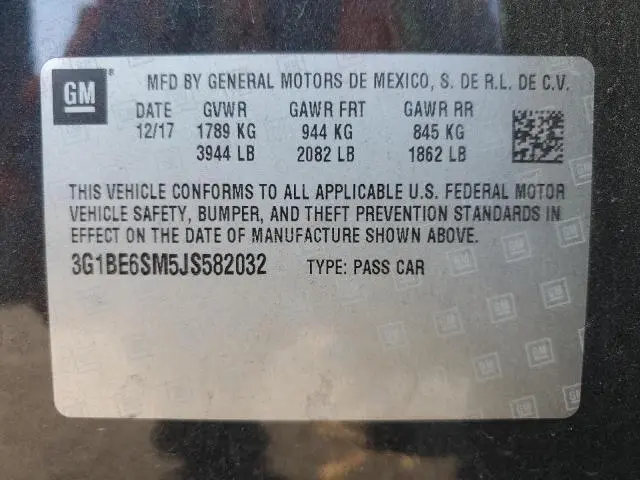 GM®
MFD BY GENERAL MOTORS DE MEXICO, S. DE R.L. DE C.V.
DATE GVWR GAWR FRT GAWR RR
12/17 1789 KG 944 KG 845 KG
3944 LB 2082 LB 1862 LB
THIS VEHICLE CONFORMS TO ALL APPLICABLE U.S. FEDERAL MOTOR
VEHICLE SAFETY, BUMPER, AND THEFT PREVENTION STANDARDS IN
EFFECT ON THE DATE OF MANUFACTURE SHOWN ABOVE.
3G1BE6SM5JS582032 TYPE: PASS CAR